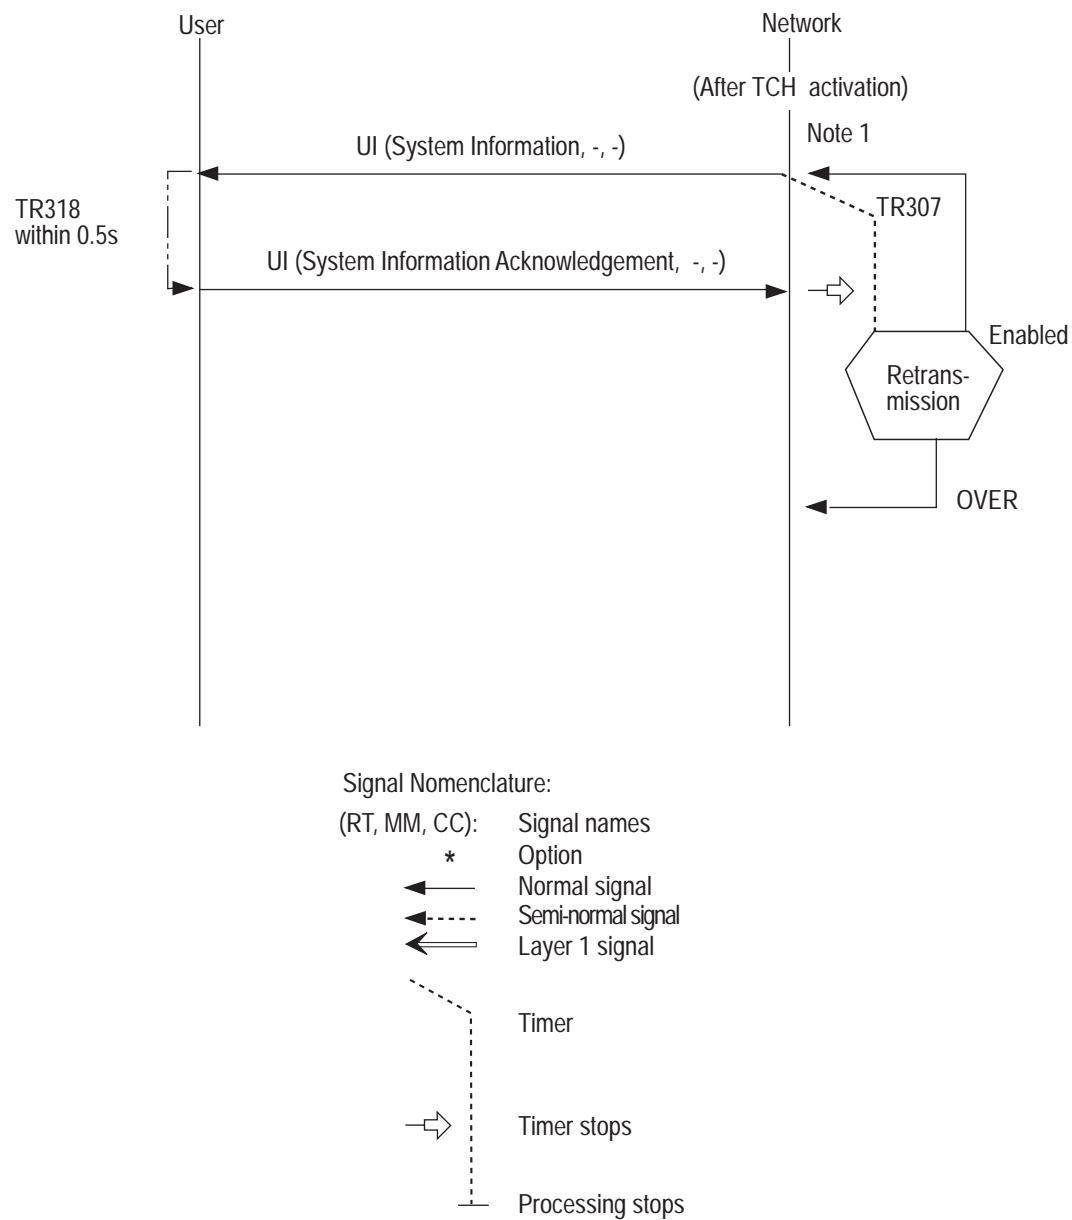 User
Network
(After TCH activation)
Note 1
UI (System Information, -, -)
TR307
TR318
within 0.5s
UI (System Information Acknowledgement, -, -)
Enabled
Retrans-
mission
OVER
Signal Nomenclature:
(RT, MM, CC): Signal names
* Option
Normal signal
Semi-normal signal
Layer 1 signal
Timer
Timer stops
Processing stops